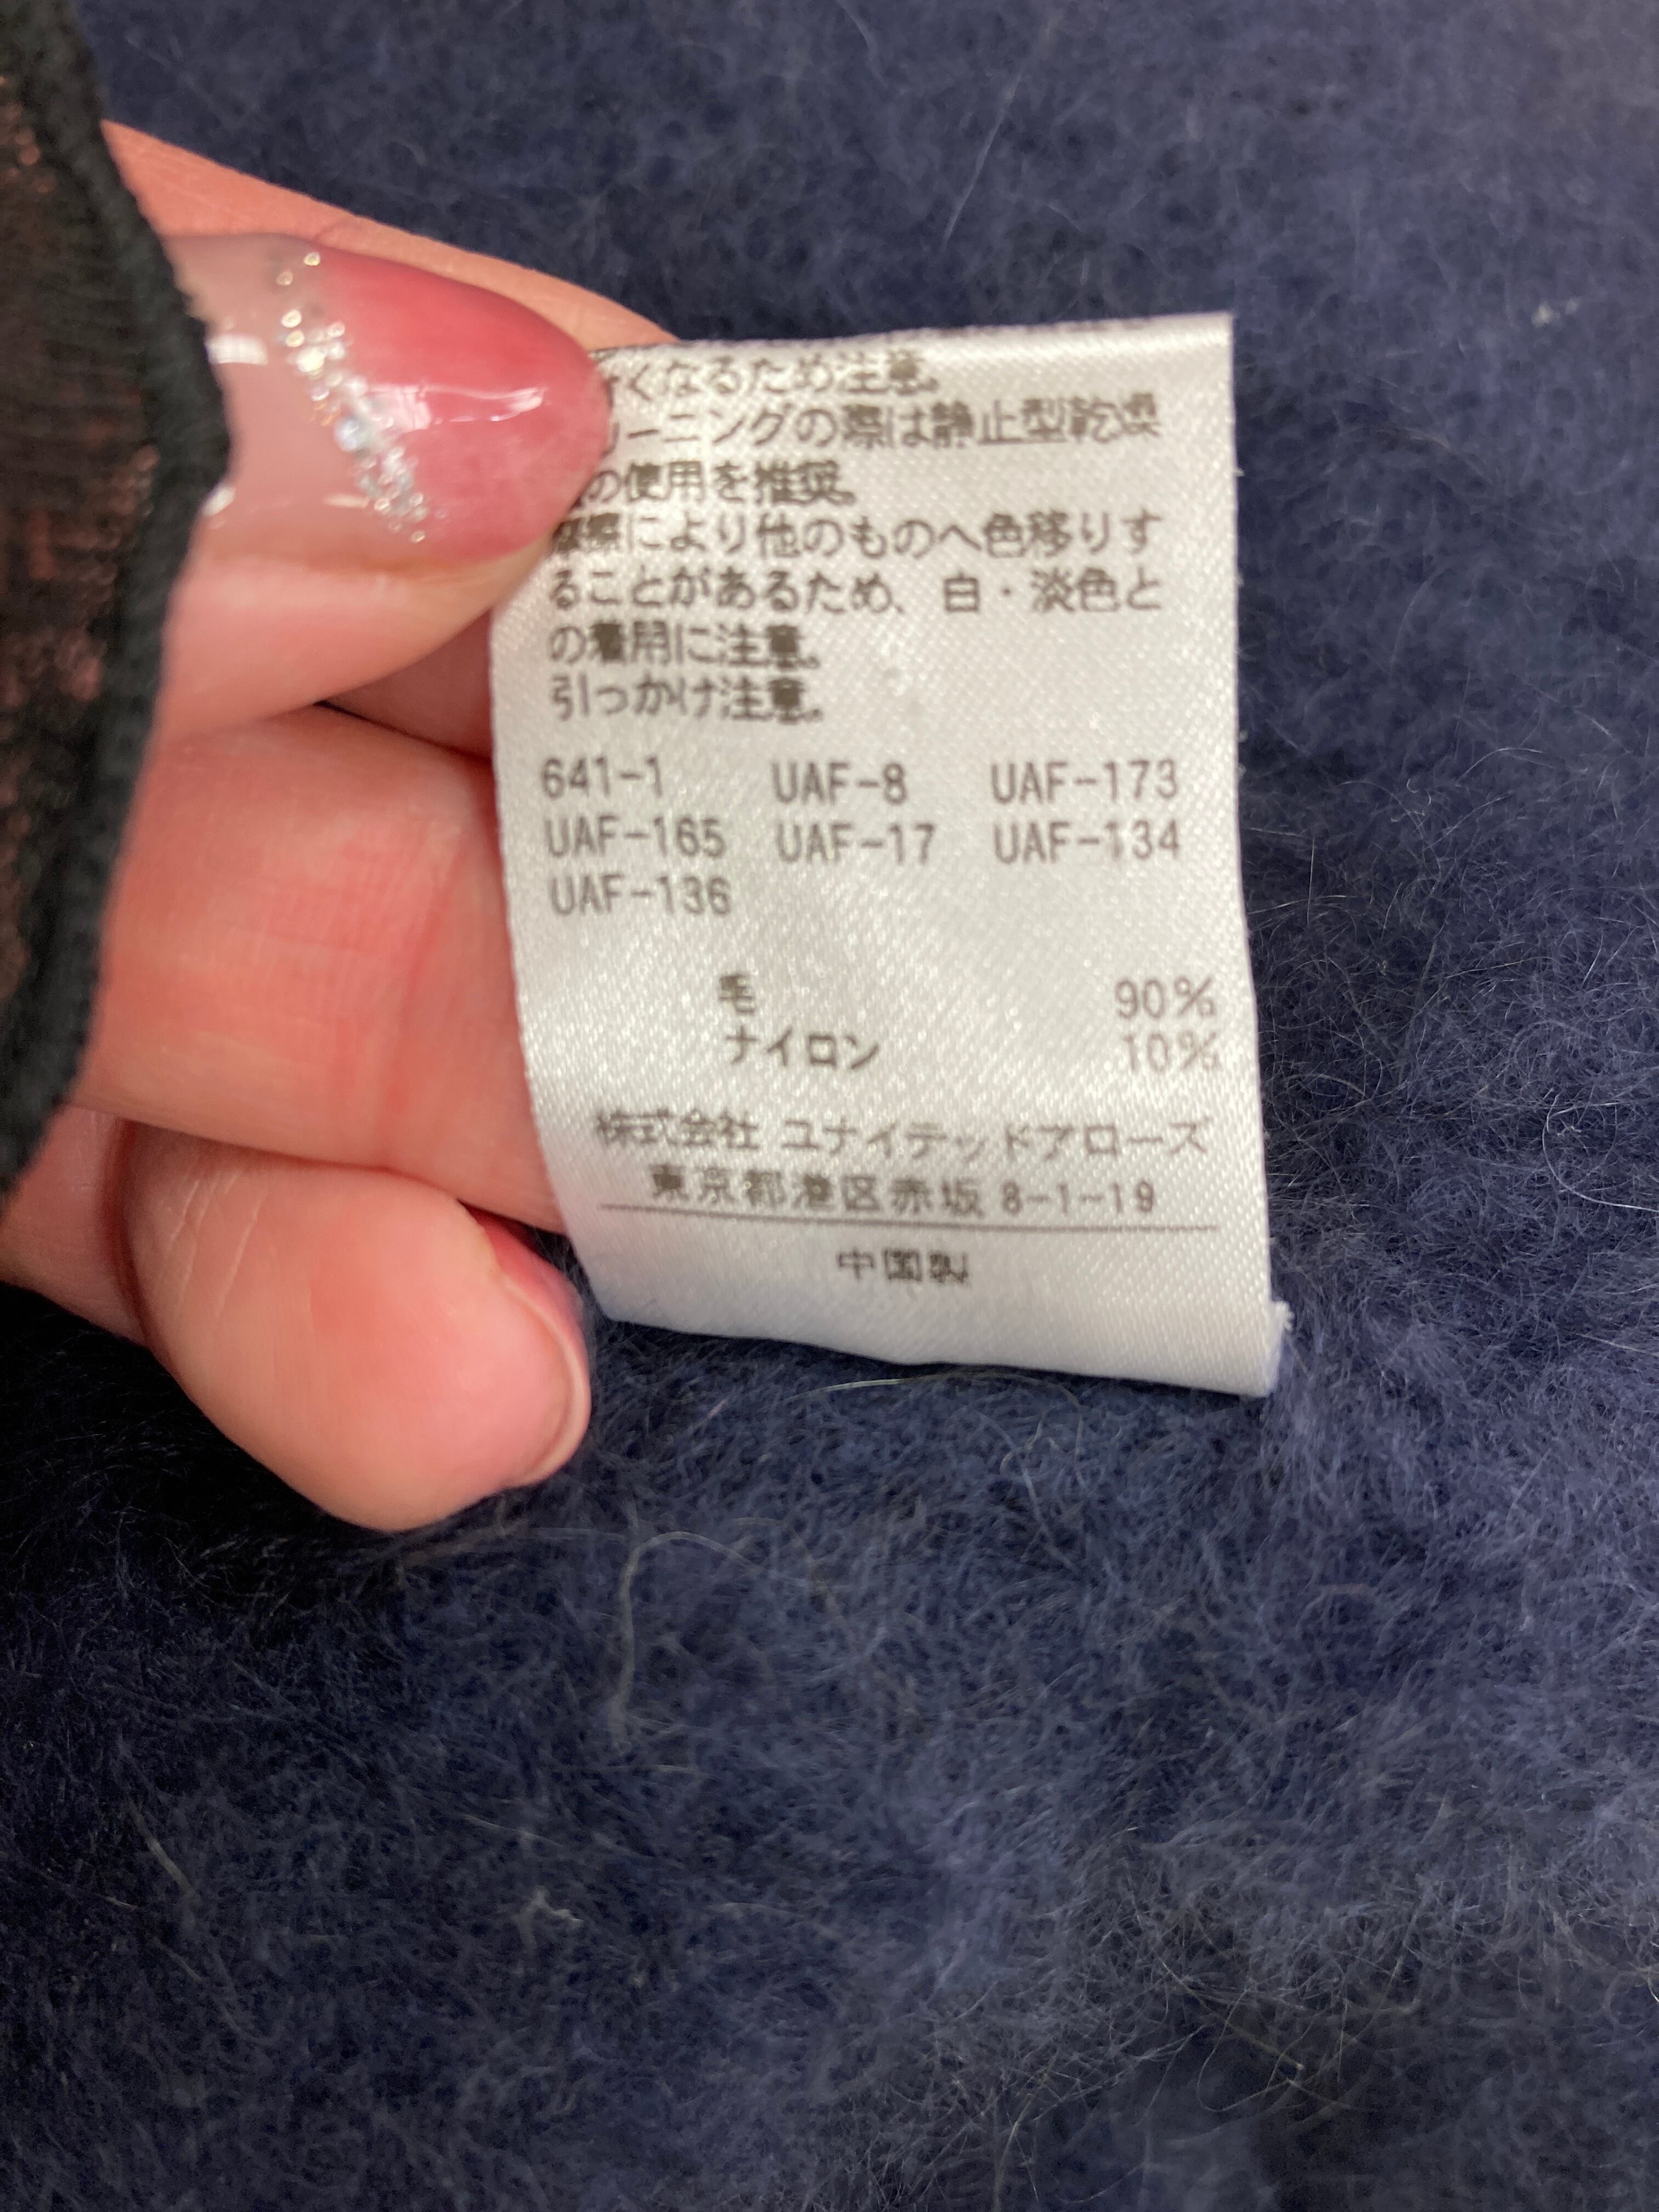 くなるため注意。
ーニングの際は静止型乾燥
の使用を推奨。
摩擦により他のものへ色移りす
ることがあるため、白・淡色と
の着用に注意。
引っかけ注意。
641-1 UAF-8 UAF-173
UAF-165 UAF-17 UAF-134
UAF-136
毛 90%
ナイロン 10%
株式会社 ユナイテッドアローズ
東京都港区赤坂 8-1-19
中国製